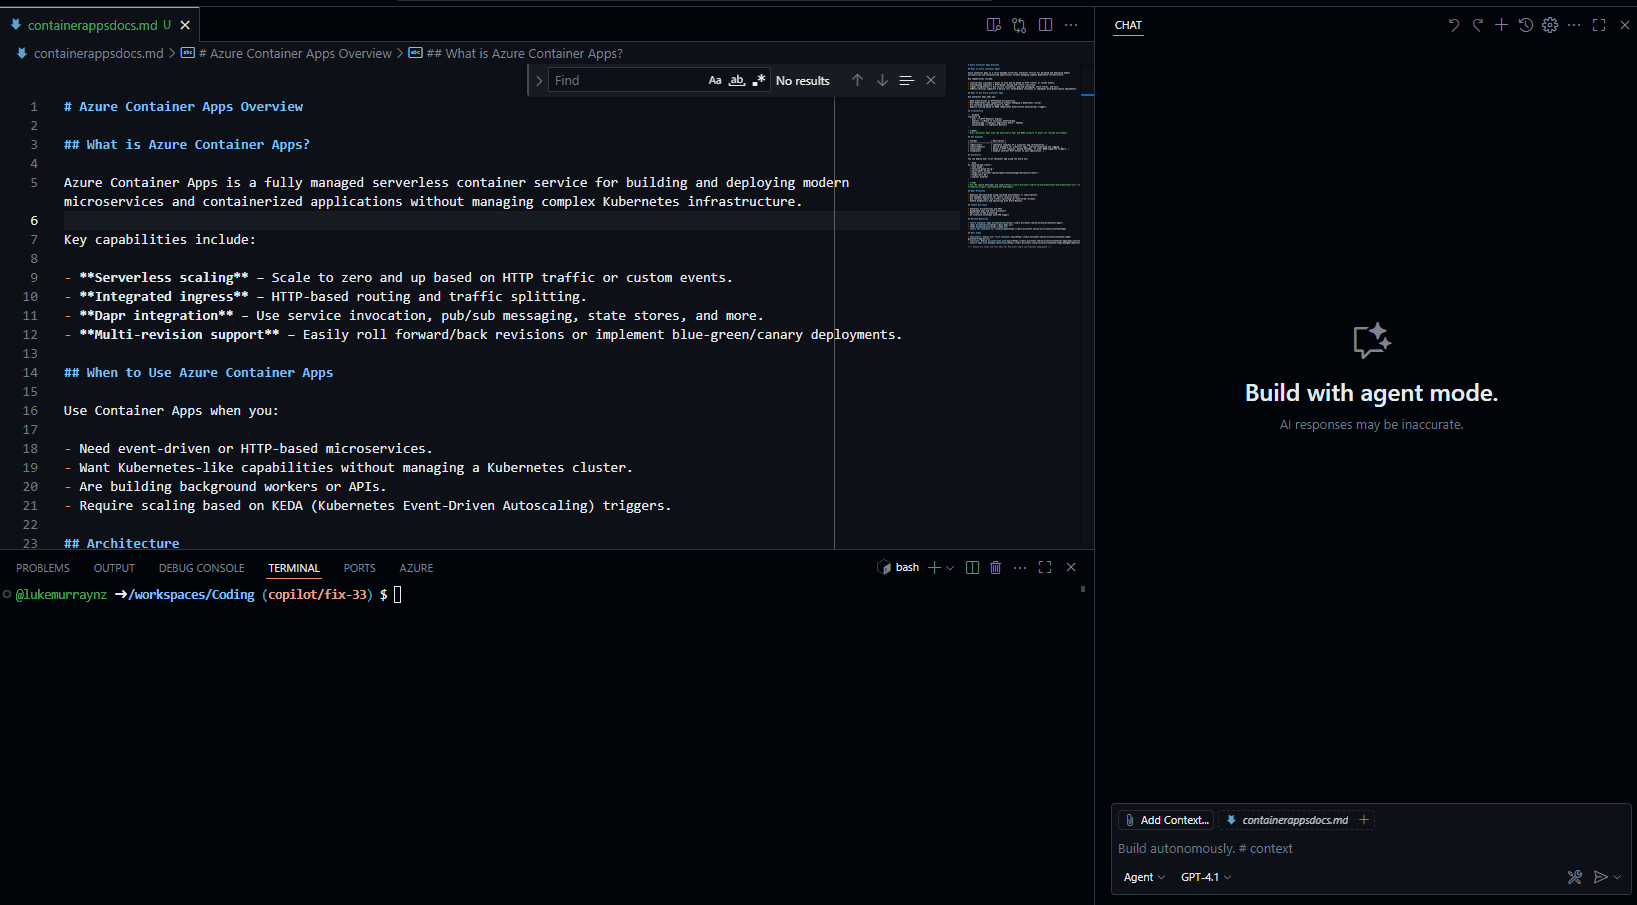 containerappsdocs.md U
containerappsdocs.md > # Azure Container Apps Overview > ## What is Azure Container Apps?
Find Aa ab .* No results
1 # Azure Container Apps Overview
2
3 ## What is Azure Container Apps?
4
5 Azure Container Apps is a fully managed serverless container service for building and deploying modern
microservices and containerized applications without managing complex Kubernetes infrastructure.
6
7 Key capabilities include:
8
9 - **Serverless scaling** – Scale to zero and up based on HTTP traffic or custom events.
10 - **Integrated ingress** – HTTP-based routing and traffic splitting.
11 - **Dapr integration** – Use service invocation, pub/sub messaging, state stores, and more.
12 - **Multi-revision support** – Easily roll forward/back revisions or implement blue-green/canary deployments.
13
14 ## When to Use Azure Container Apps
15
16 Use Container Apps when you:
17
18 - Need event-driven or HTTP-based microservices.
19 - Want Kubernetes-like capabilities without managing a Kubernetes cluster.
20 - Are building background workers or APIs.
21 - Require scaling based on KEDA (Kubernetes Event-Driven Autoscaling) triggers.
22
23 ## Architecture
PROBLEMS OUTPUT DEBUG CONSOLE TERMINAL PORTS AZURE bash
@lukemurraynz ➜/workspaces/Coding (copilot/fix-33) $
CHAT
Build with agent mode.
AI responses may be inaccurate.
Add Context... containerappsdocs.md
Build autonomously. # context
Agent GPT-4.1